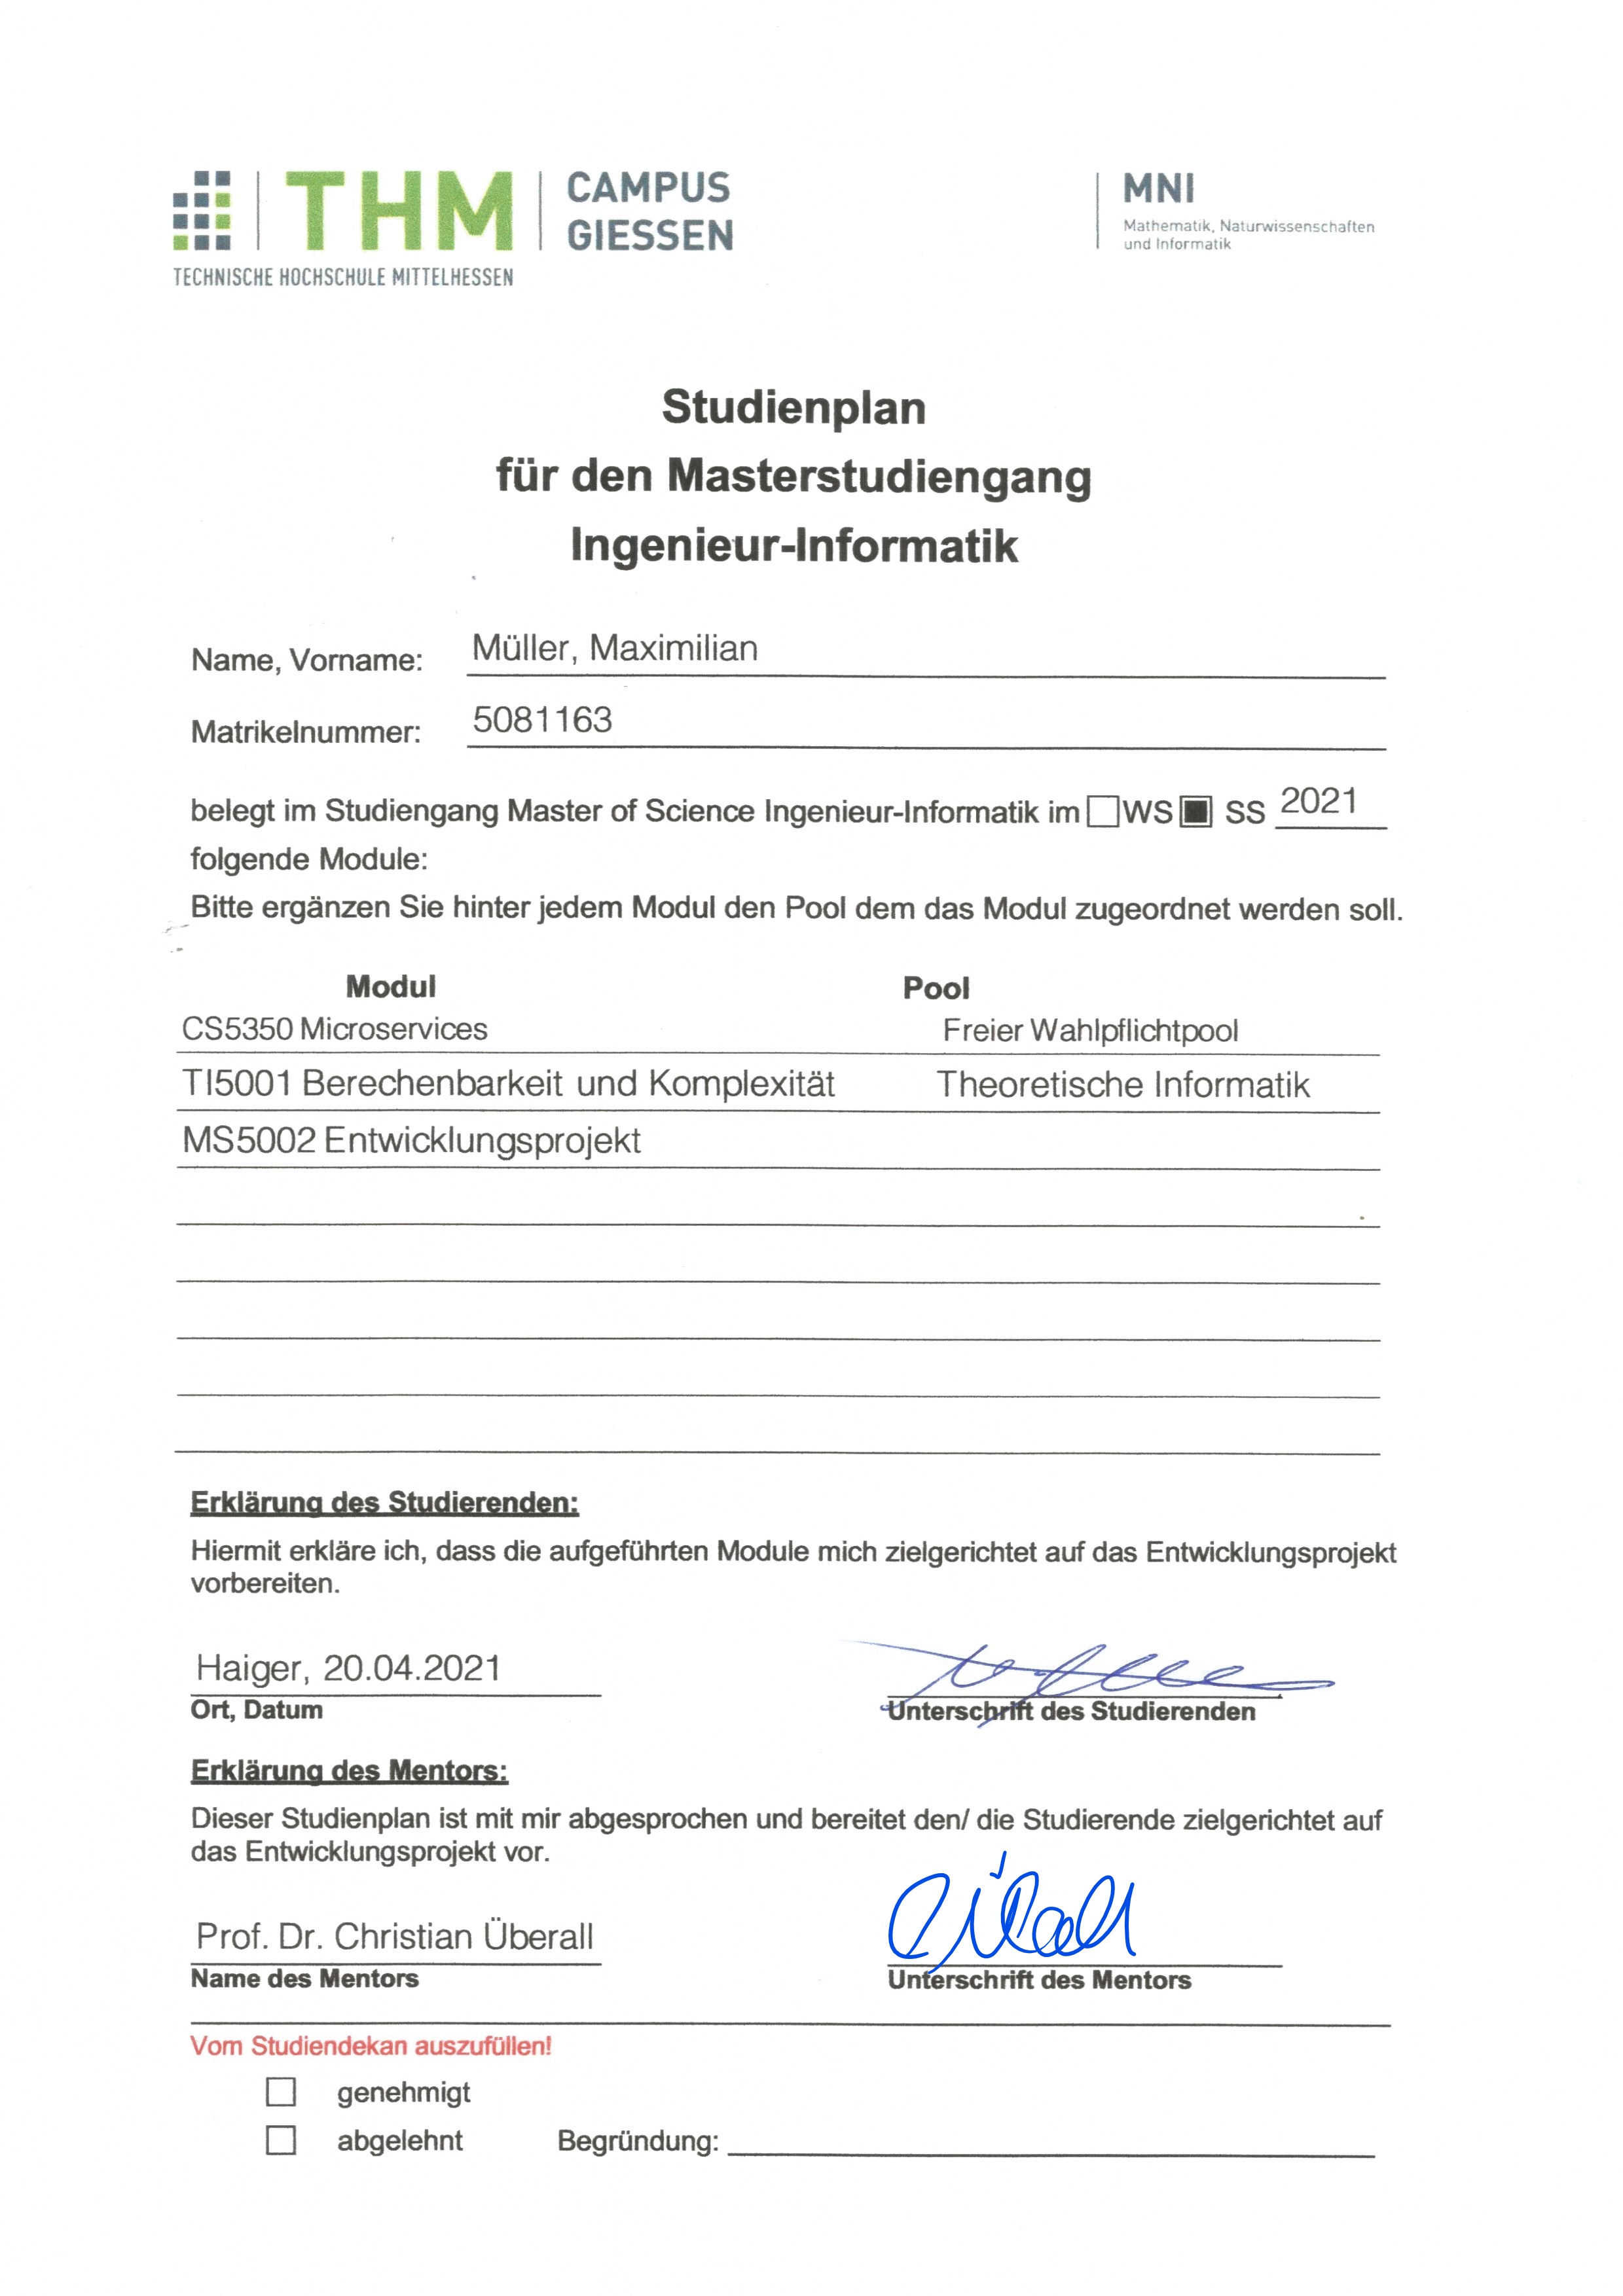 THM CAMPUS GIESSEN
TECHNISCHE HOCHSCHULE MITTELHESSEN
MNI
Mathematik, Naturwissenschaften
und Informatik
Studienplan
für den Masterstudiengang
Ingenieur-Informatik
Name, Vorname: Müller, Maximilian
Matrikelnummer: 5081163
belegt im Studiengang Master of Science Ingenieur-Informatik im WS SS 2021
folgende Module:
Bitte ergänzen Sie hinter jedem Modul den Pool dem das Modul zugeordnet werden soll.
Modul Pool
CS5350 Microservices Freier Wahlpflichtpool
TI5001 Berechenbarkeit und Komplexität Theoretische Informatik
MS5002 Entwicklungsprojekt
Erklärung des Studierenden:
Hiermit erkläre ich, dass die aufgeführten Module mich zielgerichtet auf das Entwicklungsprojekt
vorbereiten.
Haiger, 20.04.2021
Ort, Datum Unterschrift des Studierenden
Erklärung des Mentors:
Dieser Studienplan ist mit mir abgesprochen und bereitet den/ die Studierende zielgerichtet auf
das Entwicklungsprojekt vor.
Prof. Dr. Christian Überall
Name des Mentors Unterschrift des Mentors
Vom Studiendekan auszufüllen!
genehmigt
abgelehnt Begründung: